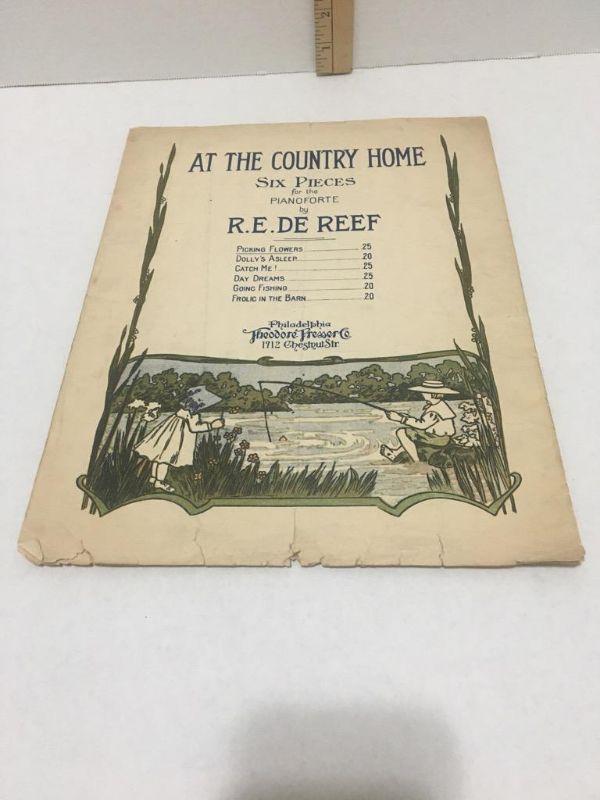 2
AT THE COUNTRY HOME
SIX PIECES
for the
PIANOFORTE
by
R.E. DE REEF
PICKING FLOWERS 25
DOLLY'S ASLEEP 20
CATCH ME! 25
DAY DREAMS 25
GOING FISHING 20
FROLIC IN THE BARN 20
Philadelphia
Theodore Presser Co.
1712 Chestnut Str.